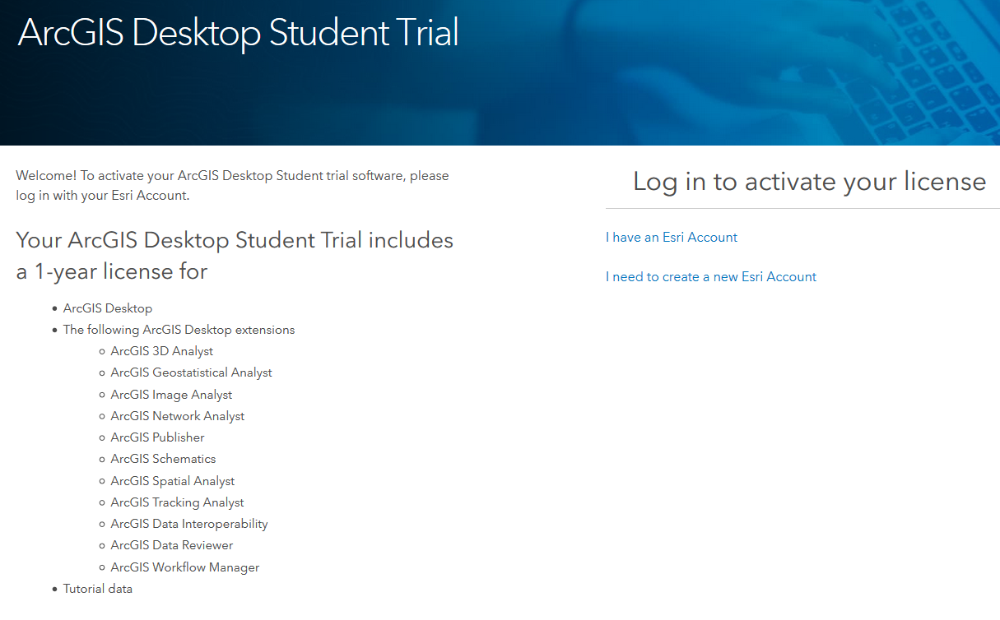 ArcGIS Desktop Student Trial
Welcome! To activate your ArcGIS Desktop Student trial software, please
log in with your Esri Account.
Your ArcGIS Desktop Student Trial includes
a 1-year license for
ArcGIS Desktop
The following ArcGIS Desktop extensions
ArcGIS 3D Analyst
ArcGIS Geostatistical Analyst
ArcGIS Image Analyst
ArcGIS Network Analyst
ArcGIS Publisher
ArcGIS Schematics
ArcGIS Spatial Analyst
ArcGIS Tracking Analyst
ArcGIS Data Interoperability
ArcGIS Data Reviewer
ArcGIS Workflow Manager
Tutorial data
Log in to activate your license
I have an Esri Account
I need to create a new Esri Account